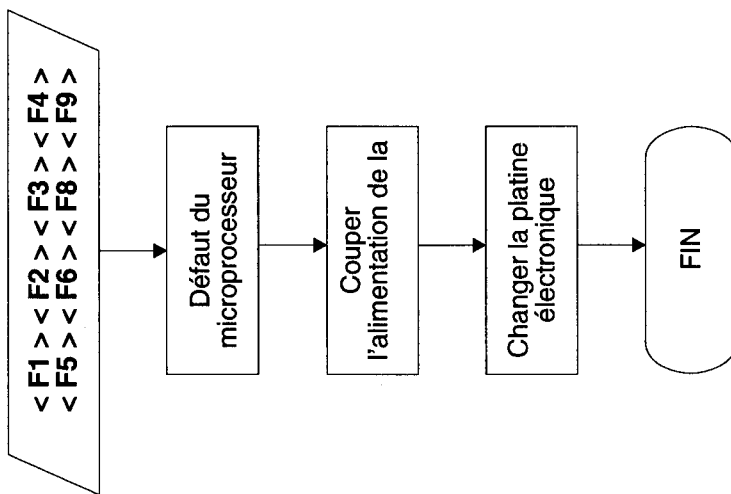 < F1 > < F2 > < F3 > < F4 >
< F5 > < F6 > < F8 > < F9 >
Défaut du
microprocesseur
Couper
l'alimentation de la
Changer la platine
électronique
FIN